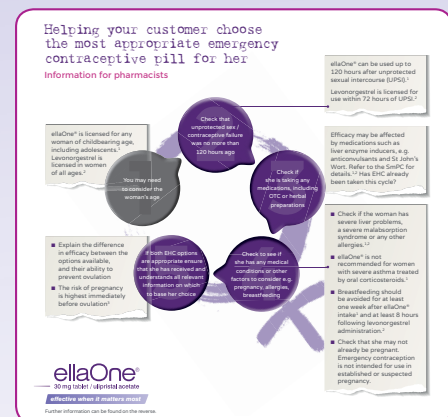 Helping your customer choose
the most appropriate emergency
contraceptive pill for her
Information for pharmacists
ellaOne® can be used up to
120 hours after unprotected
sexual intercourse (UPSI).¹
Levonorgestrel is licensed for
use within 72 hours of UPSI.²
Check that
unprotected sex /
contraceptive failure
was no more than
120 hours ago
ellaOne® is licensed for any
woman of childbearing age,
including adolescents.¹
Levonorgestrel is
licensed in women
of all ages.²
You may need
to consider the
woman's age
Check if
she is taking any
medications, including
OTC or herbal
preparations
Efficacy may be affected
by medications such as
liver enzyme inducers, e.g.
anticonvulsants and St John's
Wort. Refer to the SmPC for
details.¹,² Has EHC already
been taken this cycle?
Check to see if
she has any medical
conditions or other
factors to consider e.g.
pregnancy, allergies,
breastfeeding
■ Check if the woman has
severe liver problems,
a severe malabsorption
syndrome or any other
allergies.¹,²
■ ellaOne® is not
recommended for women
with severe asthma treated
by oral corticosteroids.¹
■ Breastfeeding should
be avoided for at least
one week after ellaOne®
intake¹ and at least 8 hours
following levonorgestrel
administration.²
■ Check that she may not
already be pregnant.
Emergency contraception
is not intended for use in
established or suspected
pregnancy.
If both EHC options
are appropriate ensure
that she has received and
understands all relevant
information on which
to base her choice
■ Explain the difference
in efficacy between the
options available,
and their ability to
prevent ovulation
■ The risk of pregnancy
is highest immediately
before ovulation³
ellaOne®
30 mg tablet / ulipristal acetate
effective when it matters most
Further information can be found on the reverse.